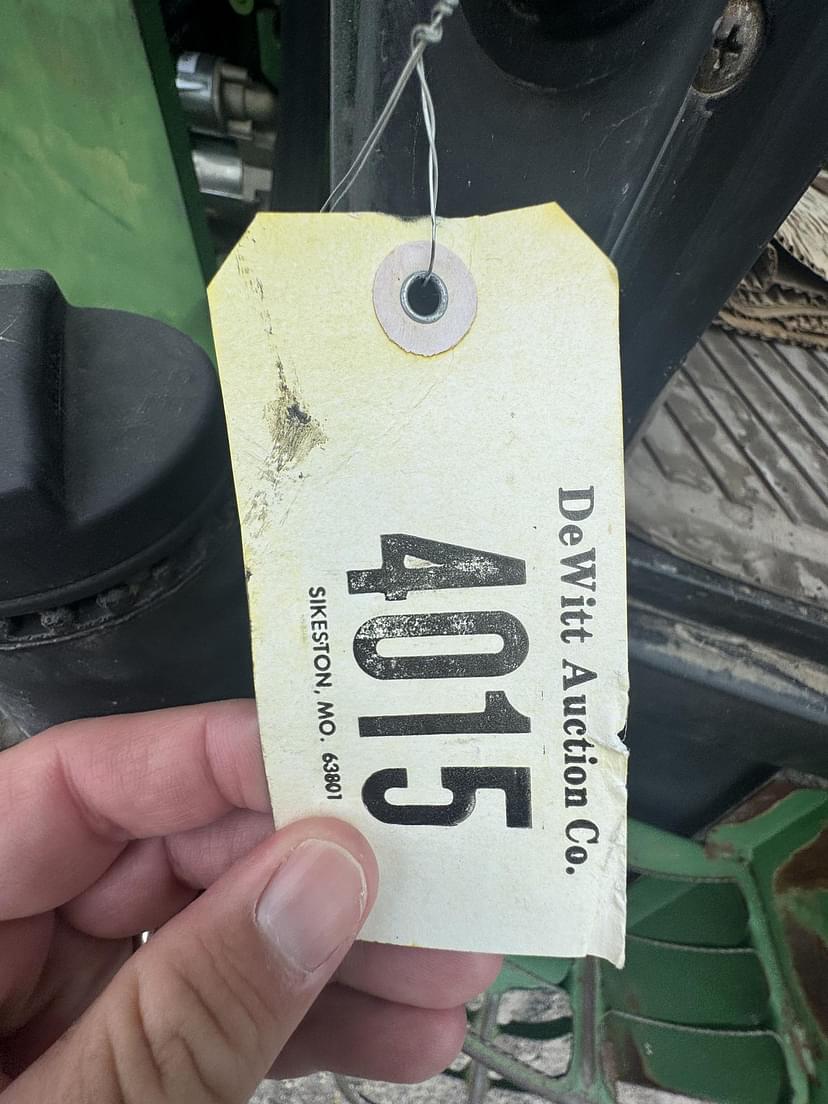 DeWitt Auction Co.
4015
SIKESTON, MO. 63801